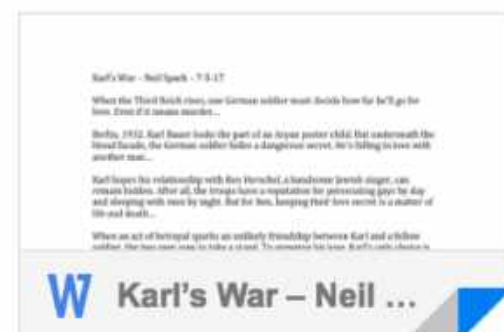 Karl's War - Neil Spark - 7-5-17
When the Third Reich rises, one German soldier must decide how far he'll go for
love. Even if it means murder...
Berlin, 1932. Karl Bauer looks the part of an Aryan poster child. But underneath the
blond facade, the German soldier hides a dangerous secret. He's falling in love with
another man...
Karl hopes his relationship with Ben Herschel, a handsome Jewish singer, can
remain hidden. After all, the troops have a reputation for persecuting gays by day
and sleeping with men by night. But for Ben, keeping their love secret is a matter of
life and death...
When an act of betrayal sparks an unlikely friendship between Karl and a fellow
soldier, the two men vow to take a stand. To preserve his love, Karl's only choice is
W Karl's War – Neil ...